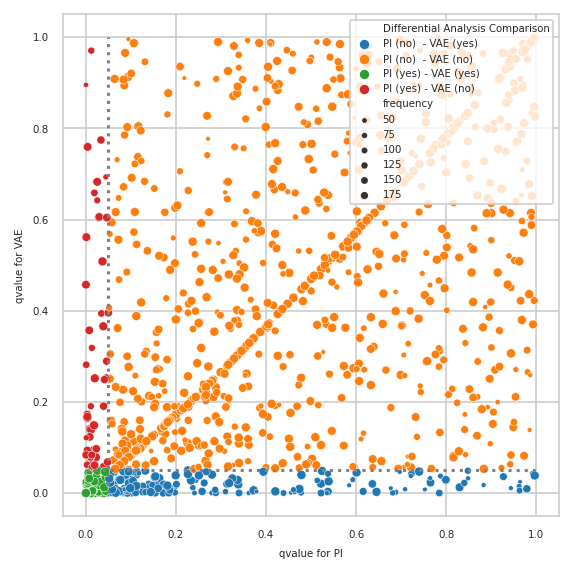 Differential Analysis Comparison
PI (no)  - VAE (yes)
PI (no)  - VAE (no)
PI (yes) - VAE (yes)
PI (yes) - VAE (no)
frequency
50
75
100
125
150
175
1.0
0.8
0.6
0.4
0.2
0.0
qvalue for VAE
0.0 0.2 0.4 0.6 0.8 1.0
qvalue for PI